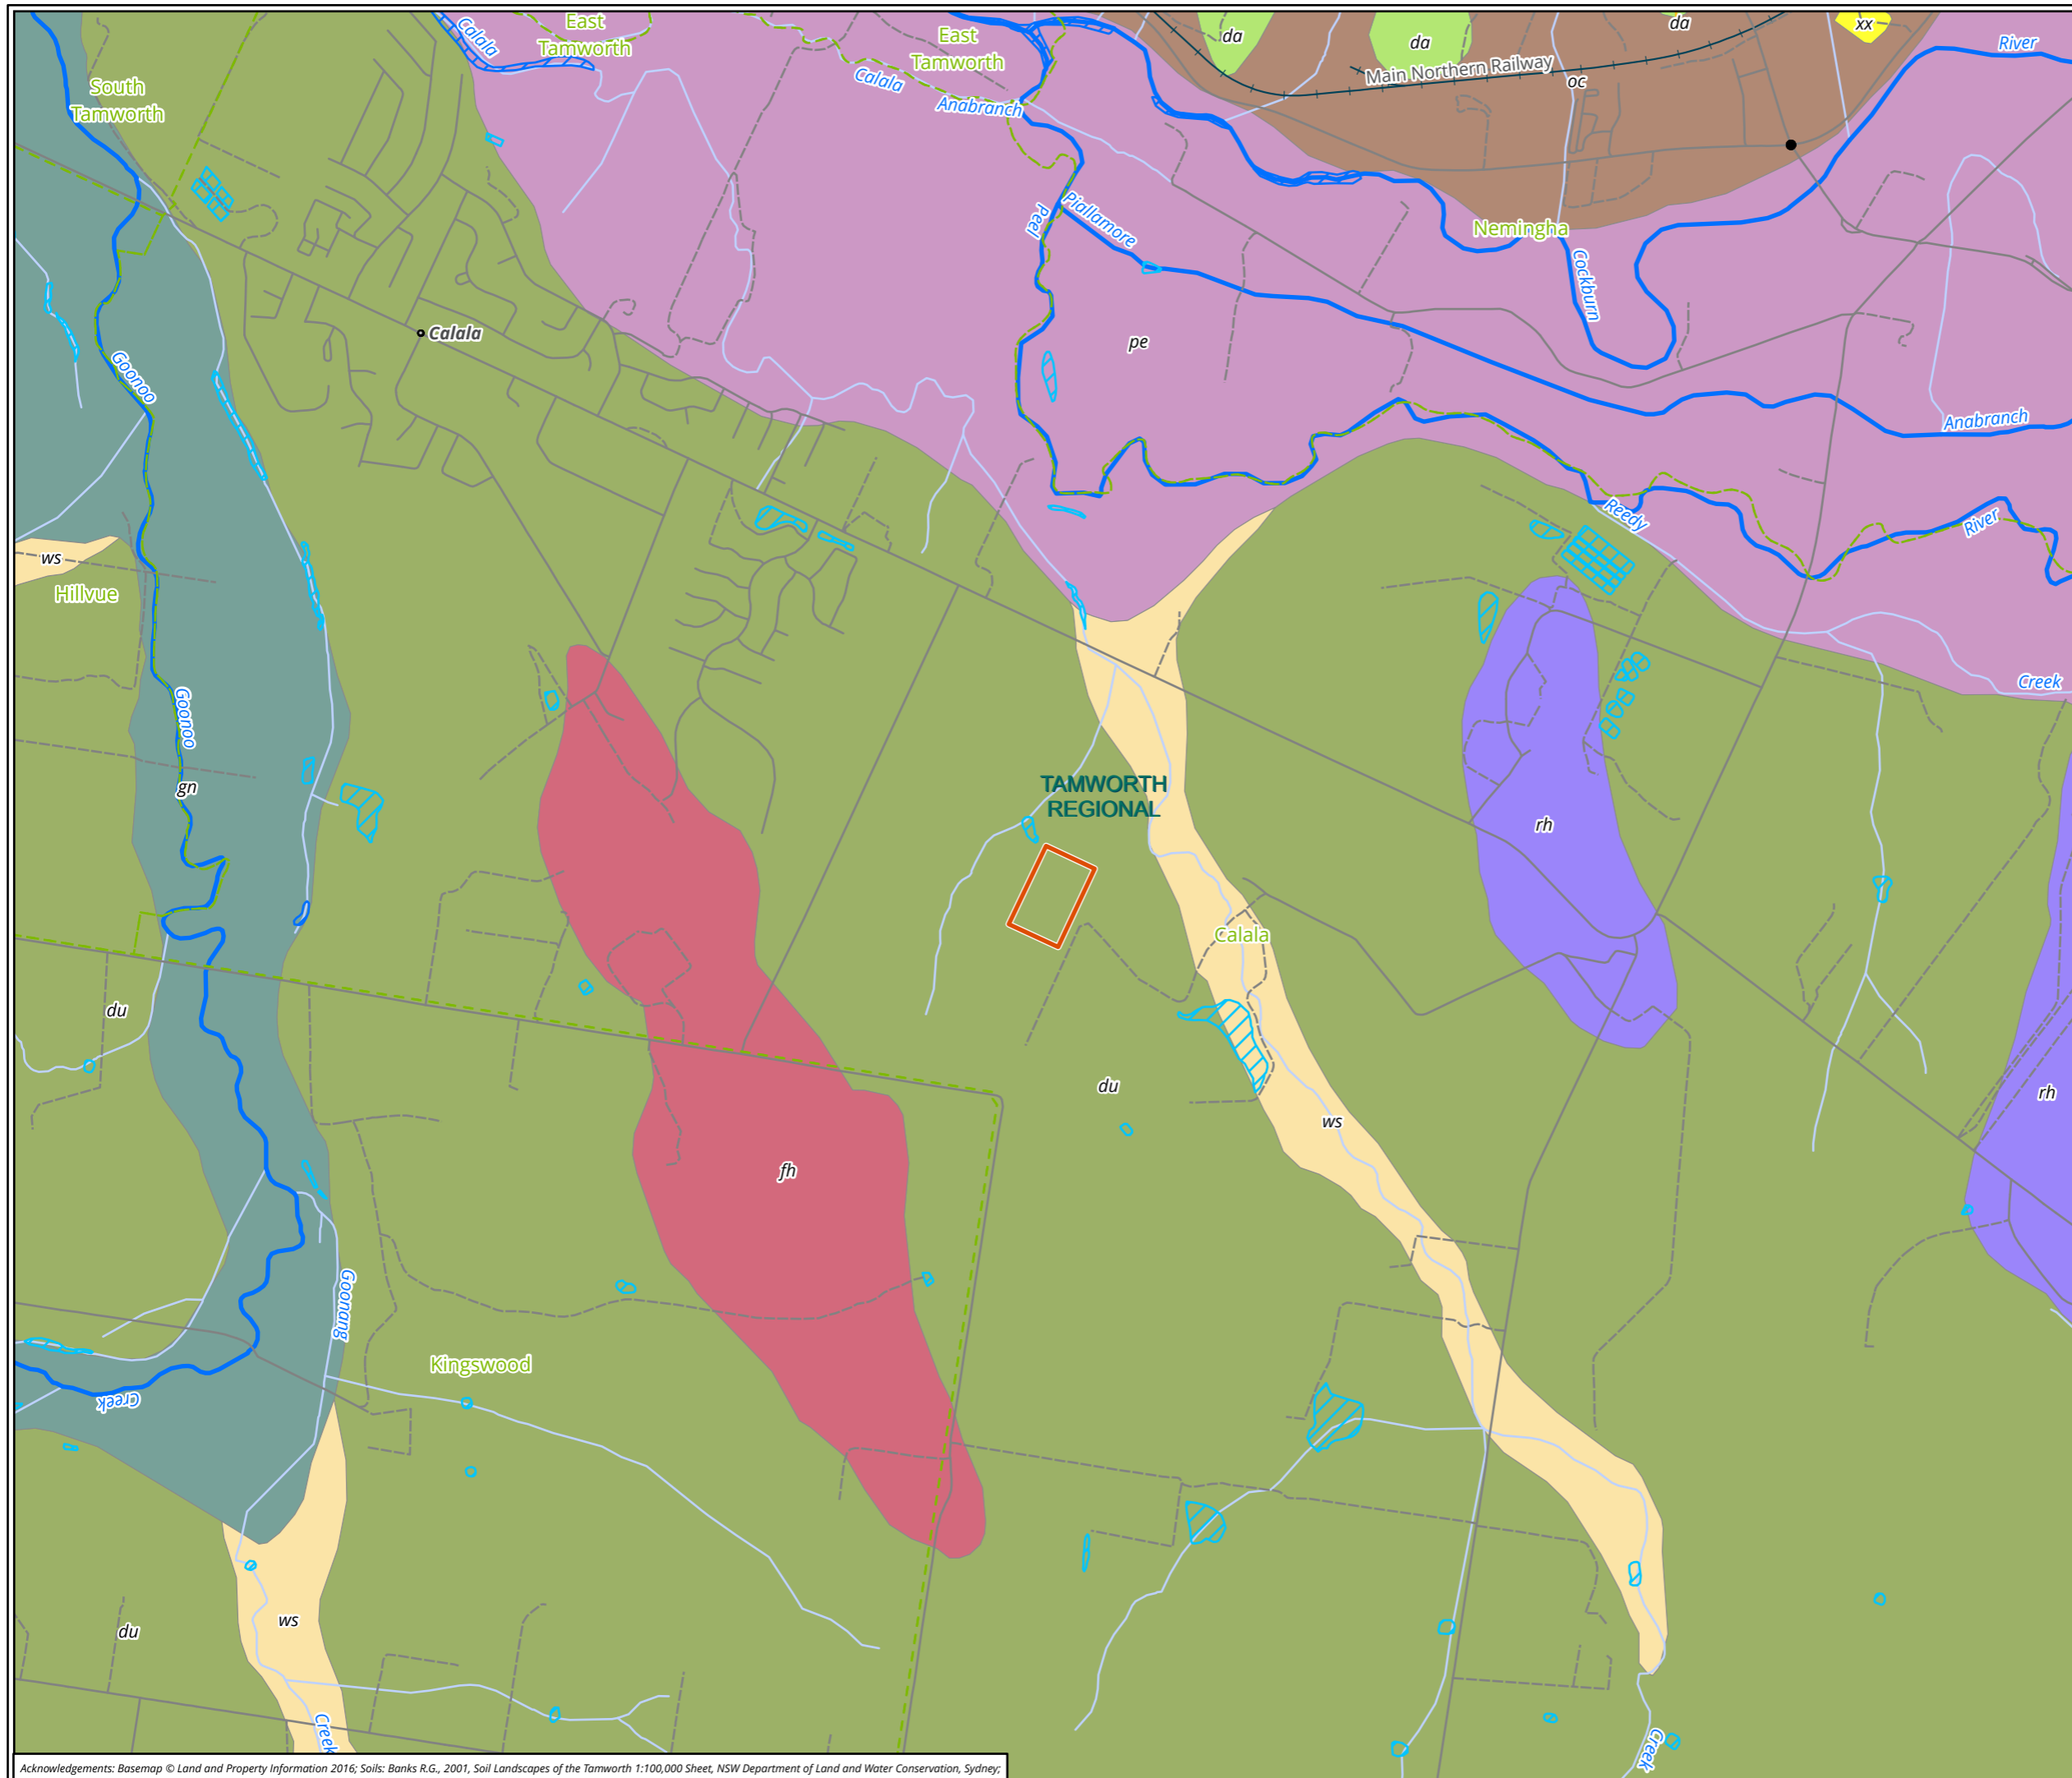 Calala
East
Tamworth
East
Tamworth
da
da
da
xx
River
Main Northern Railway
oc
South
Tamworth
Calala
Anabranch
Peel
Piallamore
Nemingha
Cockburn
Calala
pe
Goonoo
Anabranch
Reedy
River
ws
Hillvue
Creek
Goonoo
TAMWORTH
REGIONAL
gn
rh
Calala
du
du
rh
ws
fh
Goonang
Kingswood
Creek
ws
du
Creek
Creek
Acknowledgements: Basemap © Land and Property Information 2016; Soils: Banks R.G., 2001, Soil Landscapes of the Tamworth 1:100,000 Sheet, NSW Department of Land and Water Conservation, Sydney;